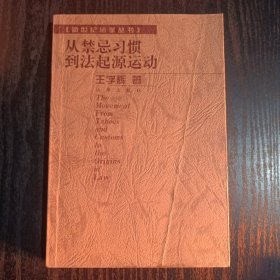 从禁忌习惯
到法起源运动
王学辉 著
The
Movement
From
Taboos
and
Customs
to
the
Origins
of
Law